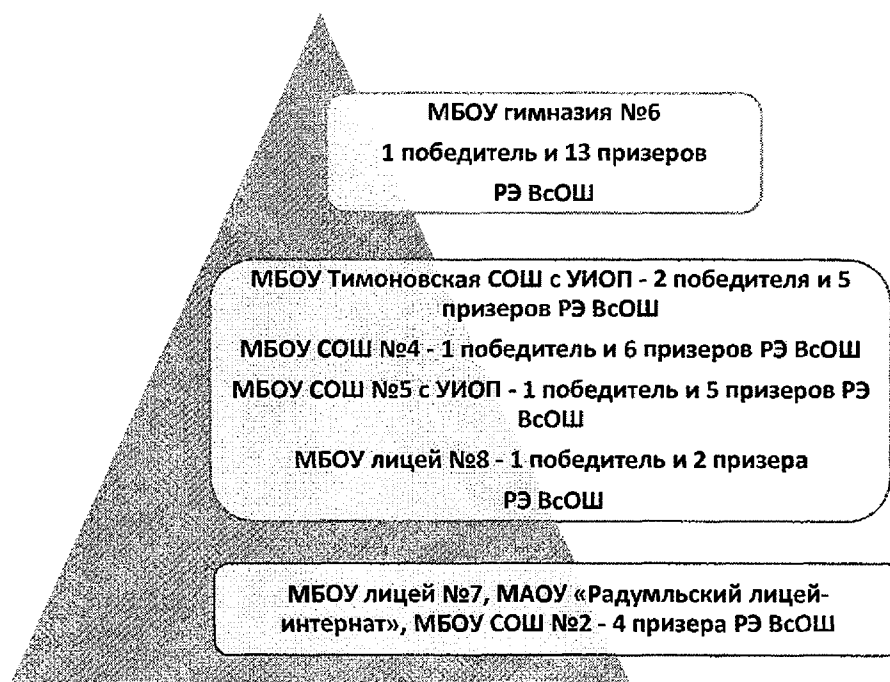 МБОУ гимназия №6
1 победитель и 13 призеров
РЭ ВсОШ
МБОУ Тимоновская СОШ с УИОП - 2 победителя и 5
призеров РЭ ВсОШ
МБОУ СОШ №4 - 1 победитель и 6 призеров РЭ ВсОШ
МБОУ СОШ №5 с УИОП - 1 победитель и 5 призеров РЭ
ВсОШ
МБОУ лицей №8 - 1 победитель и 2 призера
РЭ ВсОШ
МБОУ лицей №7, МАОУ «Радумльский лицей-
интернат», МБОУ СОШ №2 - 4 призера РЭ ВсОШ